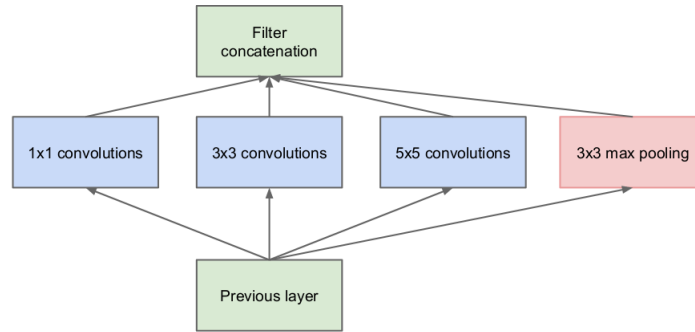 Filter
concatenation
1x1 convolutions
3x3 convolutions
5x5 convolutions
3x3 max pooling
Previous layer